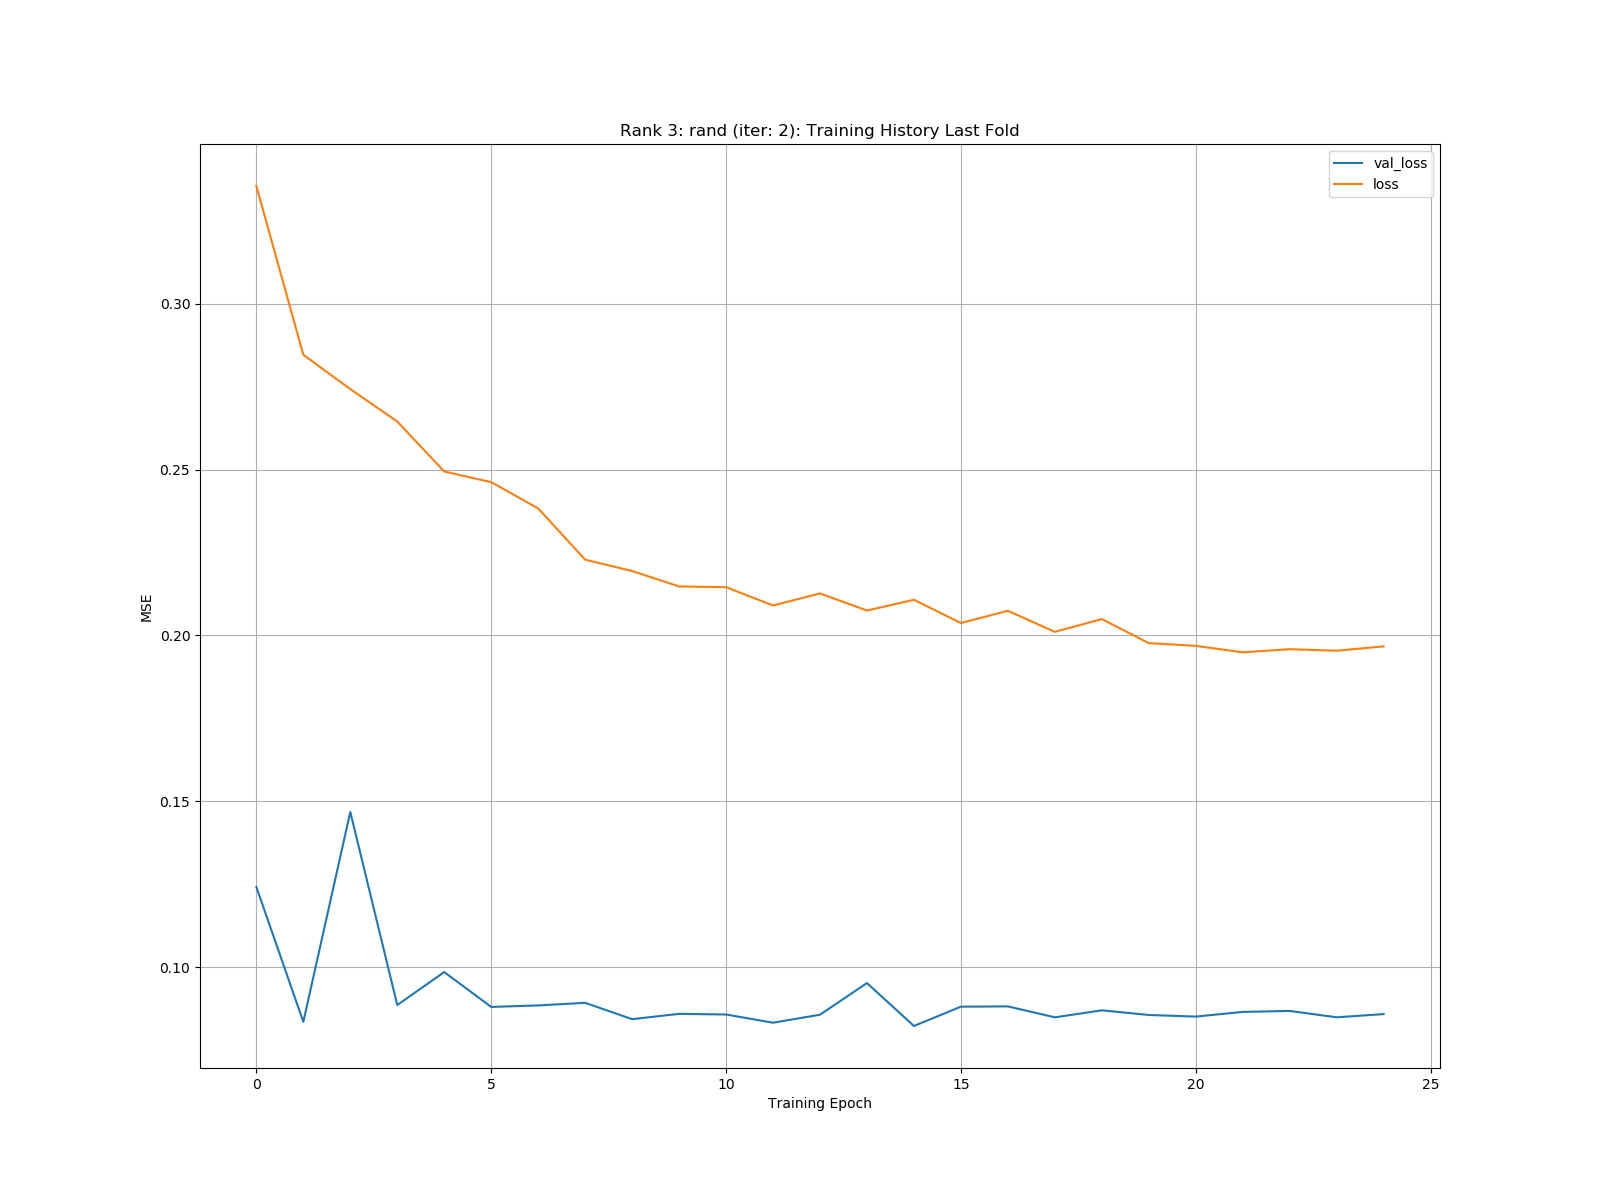 Rank 3: rand (iter: 2): Training History Last Fold
val_loss
loss
MSE
0.30
0.25
0.20
0.15
0.10
0 5 10 15 20 25
Training Epoch